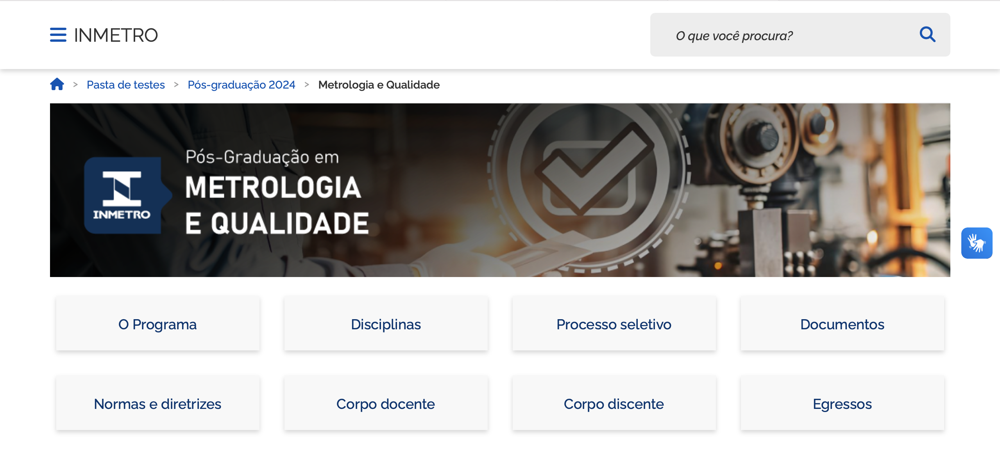 INMETRO
O que você procura?
> Pasta de testes > Pós-graduação 2024 > Metrologia e Qualidade
Pós-Graduação em
METROLOGIA
E QUALIDADE
INMETRO
O Programa
Disciplinas
Processo seletivo
Documentos
Normas e diretrizes
Corpo docente
Corpo discente
Egressos